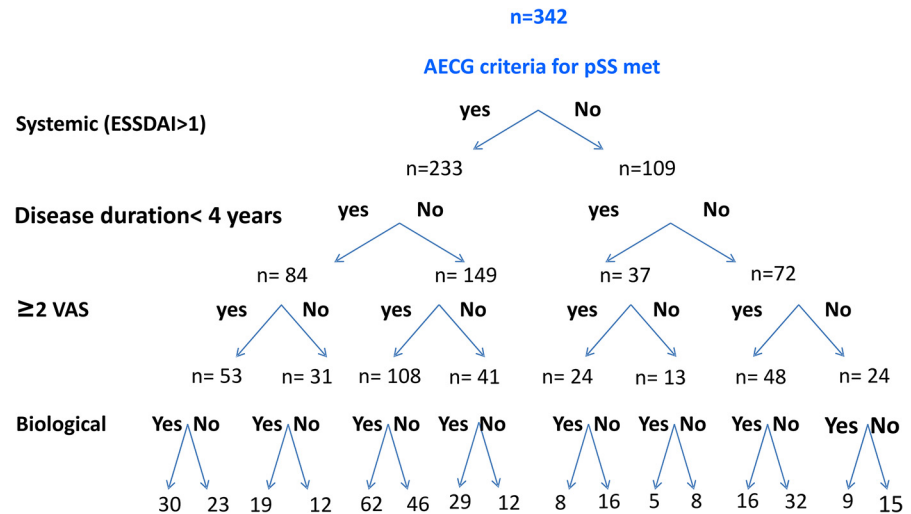 n=342
AECG criteria for pSS met
Systemic (ESSDAI>1)
yes No
n=233 n=109
Disease duration< 4 years
yes No yes No
n= 84 n= 149 n= 37 n=72
≥2 VAS
yes No yes No yes No yes No
n= 53 n= 31 n= 108 n= 41 n= 24 n= 13 n= 48 n= 24
Biological Yes No Yes No Yes No Yes No Yes No Yes No Yes No Yes No
30 23 19 12 62 46 29 12 8 16 5 8 16 32 9 15